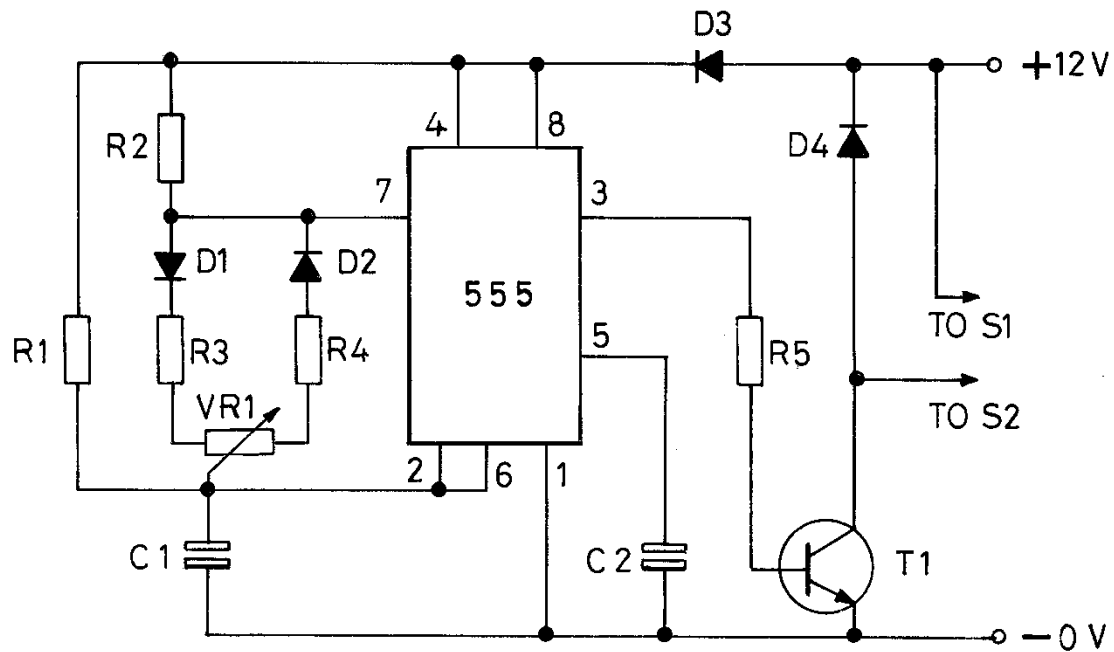 D3
+12V
4
8
R2
D4
7
3
D1
D2
555
TO S1
R1
R3
R4
5
R5
VR1
TO S2
2
6
1
C1
C2
T1
-0V